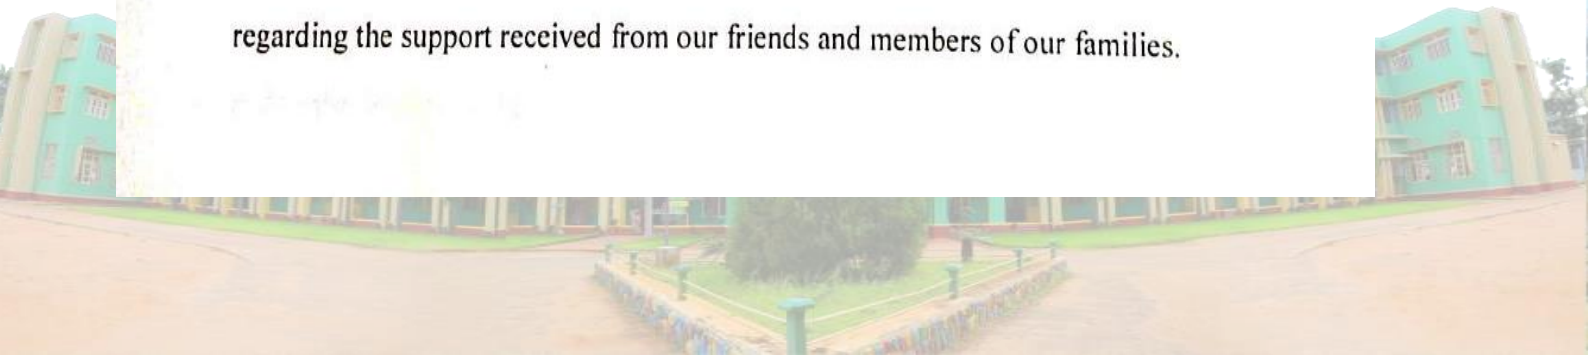 regarding the support received from our friends and members of our families.